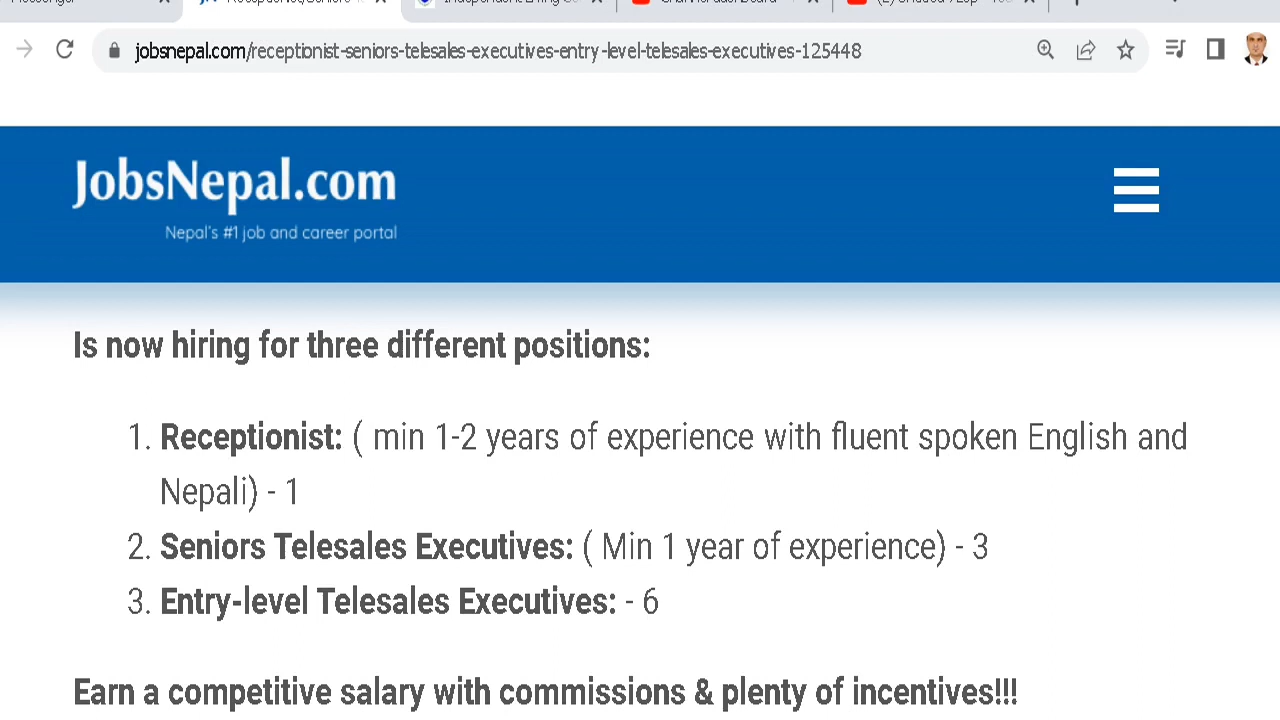 jobsnepal.com/receptionist-seniors-telesales-executives-entry-level-telesales-executives-125448
JobsNepal.com
Nepal's #1 job and career portal
Is now hiring for three different positions:
1. Receptionist: ( min 1-2 years of experience with fluent spoken English and
Nepali) - 1
2. Seniors Telesales Executives: ( Min 1 year of experience) - 3
3. Entry-level Telesales Executives: - 6
Earn a competitive salary with commissions & plenty of incentives!!!